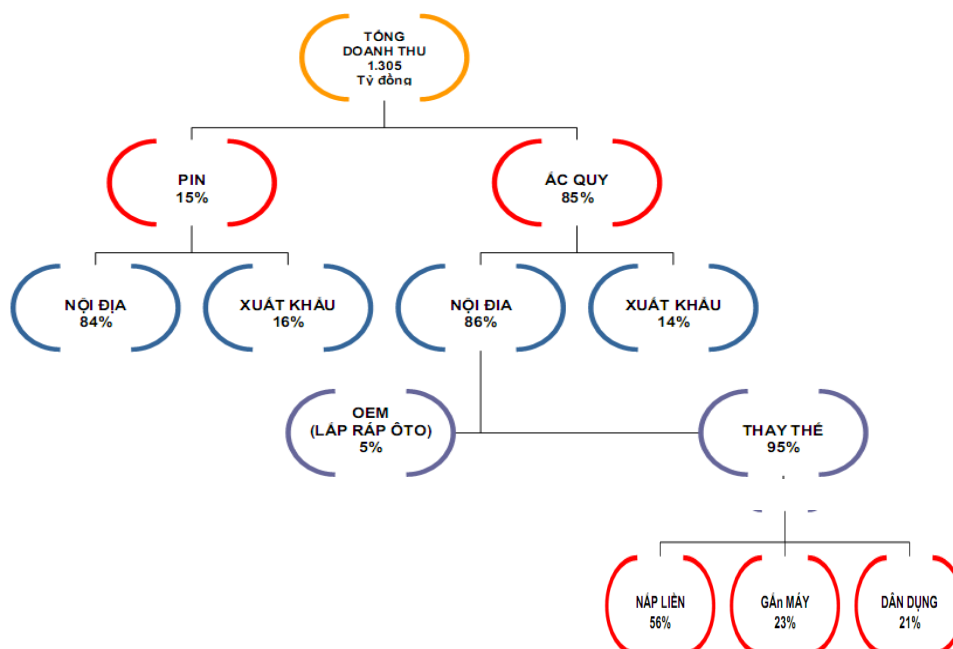 TỔNG
DOANH THU
1.305
Tỷ đồng
PIN
15%
ẮC QUY
85%
NỘI ĐỊA
84%
XUẤT KHẨU
16%
NỘI ĐIA
86%
XUẤT KHẨU
14%
OEM
(LẮP RÁP ÔTO)
5%
THAY THẾ
95%
NẮP LIỀN
56%
GẮn MÁY
23%
DÂN DỤNG
21%